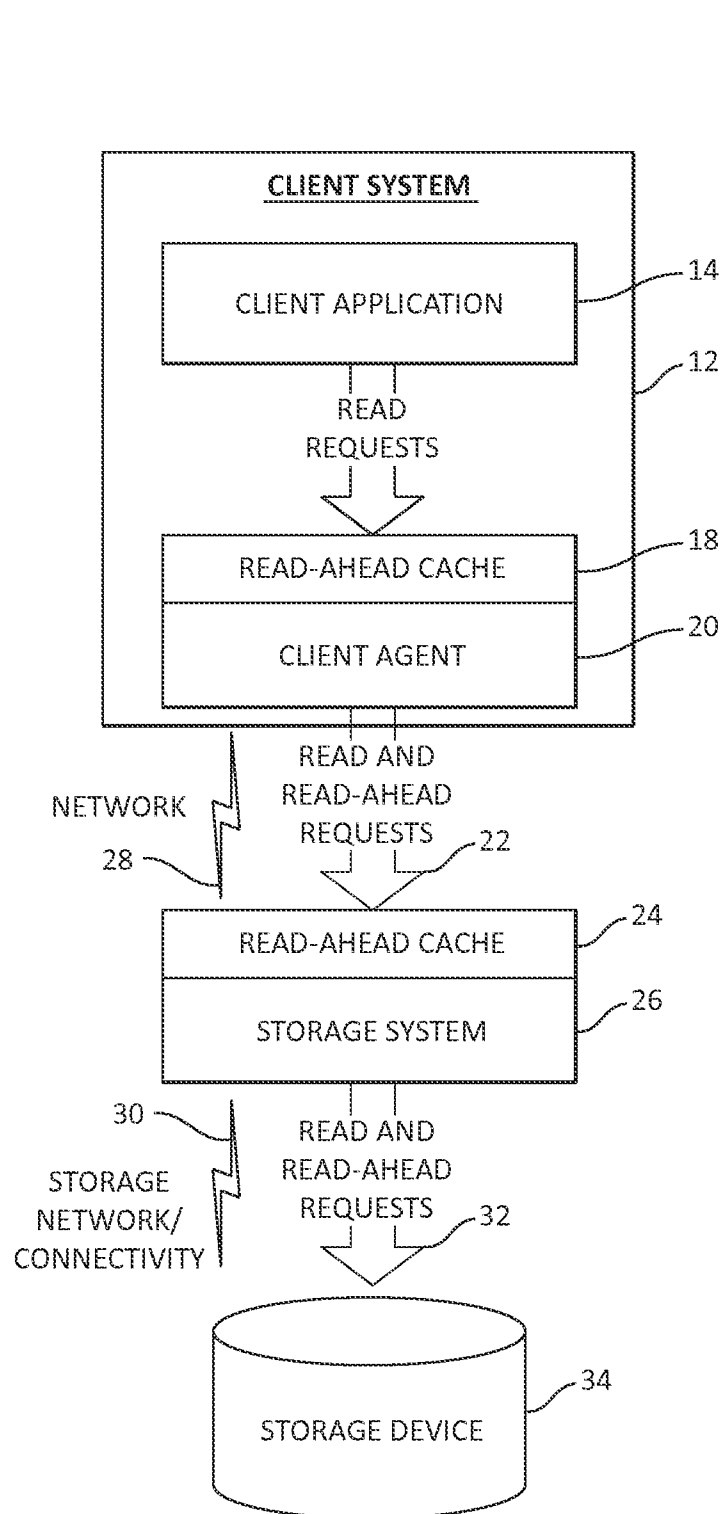 CLIENT SYSTEM
CLIENT APPLICATION
14
12
READ
REQUESTS
READ-AHEAD CACHE
18
CLIENT AGENT
20
READ AND
READ-AHEAD
REQUESTS
NETWORK
28
22
READ-AHEAD CACHE
24
STORAGE SYSTEM
26
30
READ AND
READ-AHEAD
REQUESTS
STORAGE
NETWORK/
CONNECTIVITY
32
STORAGE DEVICE
34